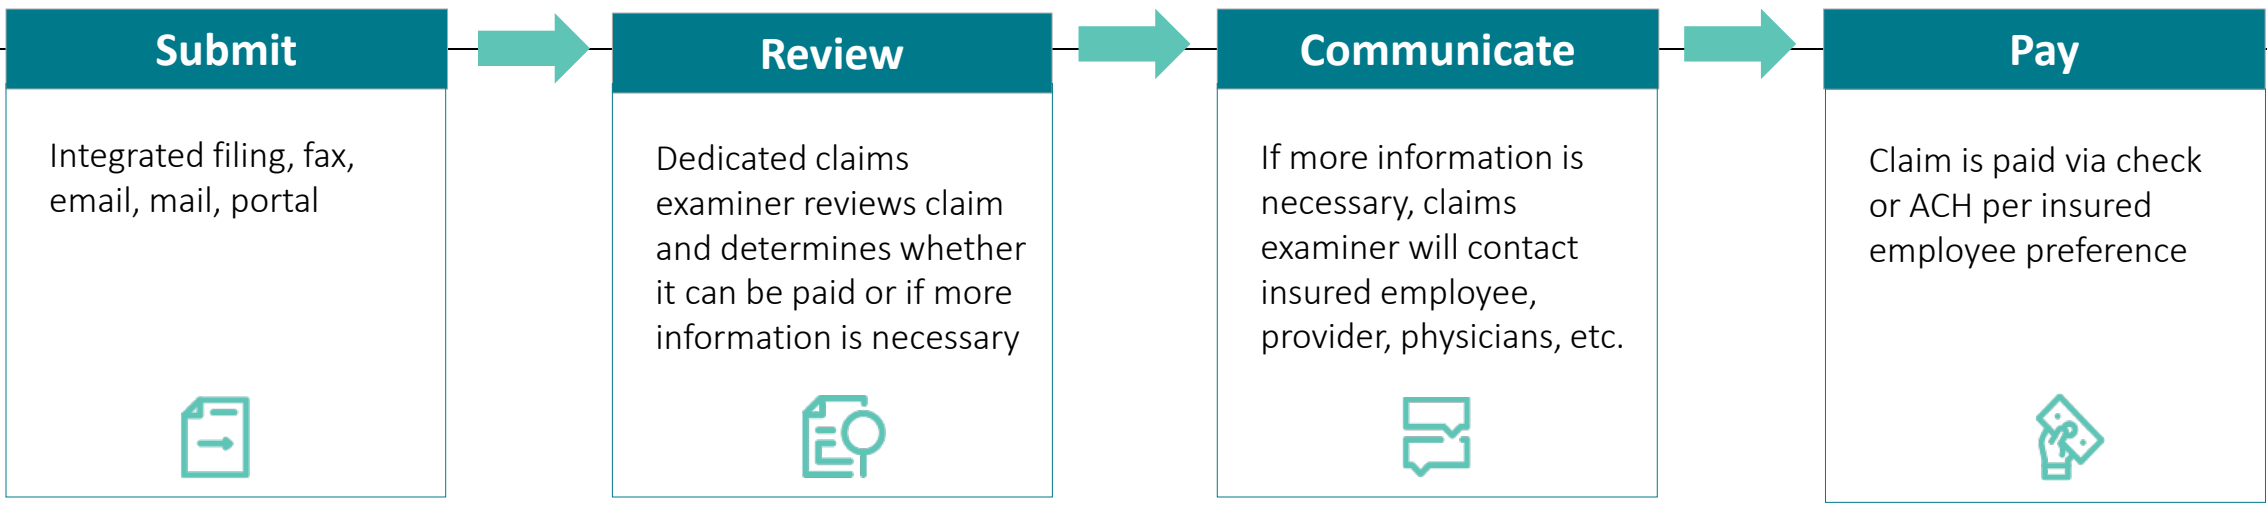 Submit
Integrated filing, fax,
email, mail, portal
Review
Dedicated claims
examiner reviews claim
and determines whether
it can be paid or if more
information is necessary
Communicate
If more information is
necessary, claims
examiner will contact
insured employee,
provider, physicians, etc.
Pay
Claim is paid via check
or ACH per insured
employee preference